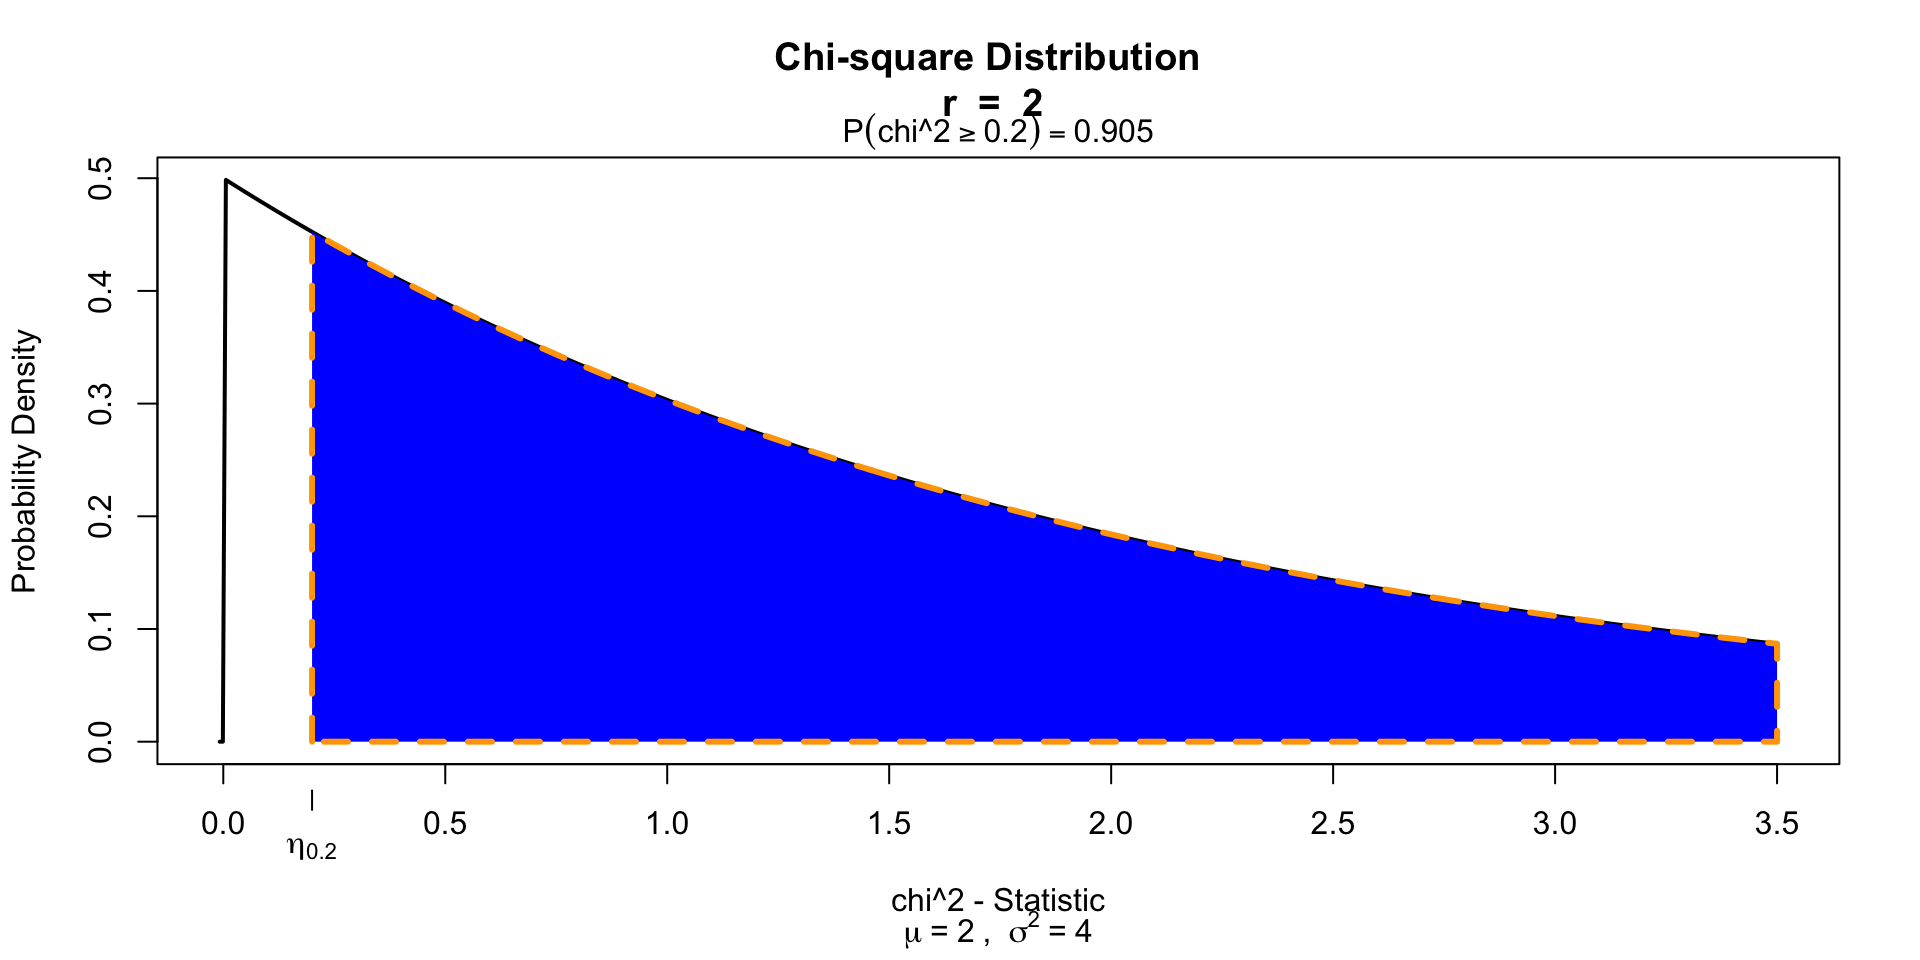 Chi-square Distribution
r = 2
P(chi^2 ≥ 0.2) = 0.905
Probability Density
0.5
0.4
0.3
0.2
0.1
0.0
0.0 0.5 1.0 1.5 2.0 2.5 3.0 3.5
η0.2
chi^2 - Statistic
μ = 2 , σ² = 4